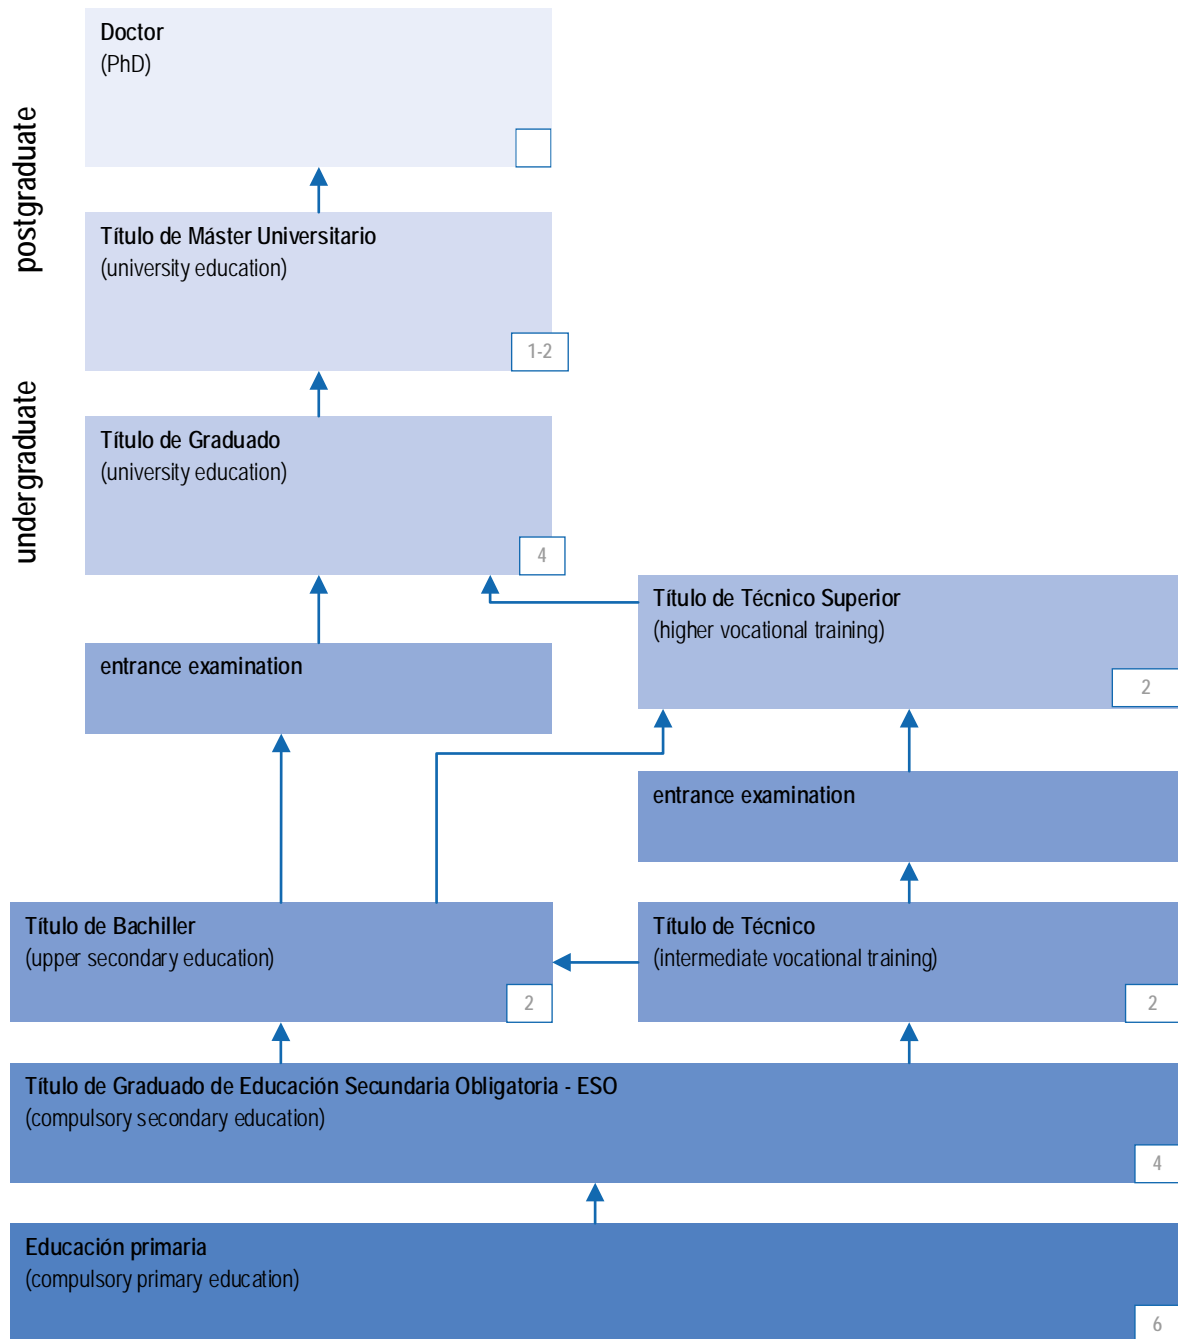 postgraduate
undergraduate
Doctor
(PhD)
Título de Máster Universitario
(university education)
1-2
Título de Graduado
(university education)
4
Título de Técnico Superior
(higher vocational training)
2
entrance examination
entrance examination
Título de Bachiller
(upper secondary education)
2
Título de Técnico
(intermediate vocational training)
2
Título de Graduado de Educación Secundaria Obligatoria - ESO
(compulsory secondary education)
4
Educación primaria
(compulsory primary education)
6